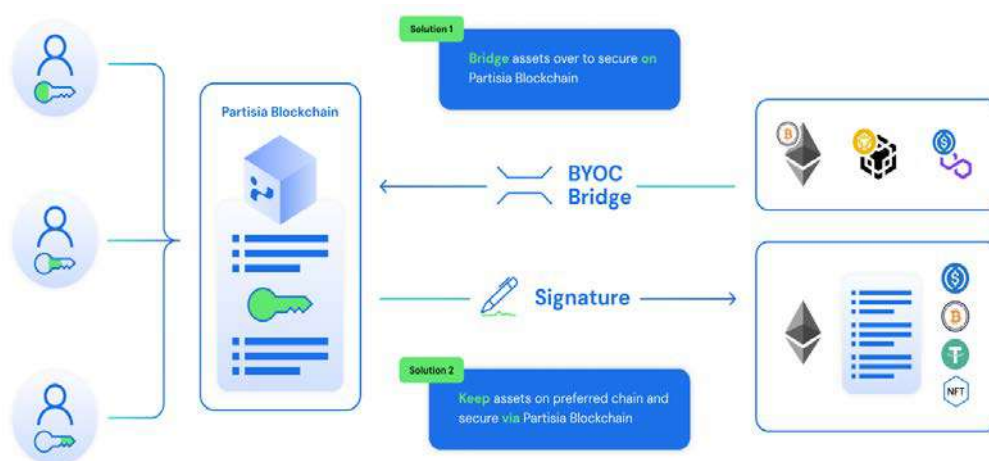 Solution 1
Bridge assets over to secure on
Partisia Blockchain
Partisia Blockchain
BYOC
Bridge
Signature
NFT
Solution 2
Keep assets on preferred chain and
secure via Partisia Blockchain